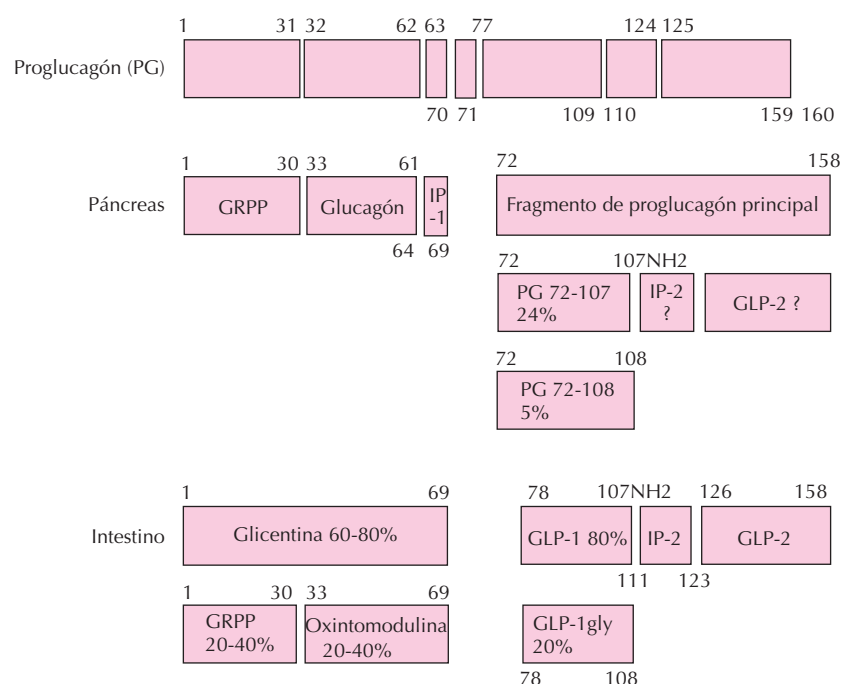 1 31 32 62 63 77 124 125
Proglucagón (PG)
70 71 109 110 159 160
1 30 33 61 72 158
Páncreas
GRPP
Glucagón
IP
-1
Fragmento de proglucagón principal
64 69
72 107NH2
PG 72-107
24%
IP-2
?
GLP-2 ?
72 108
PG 72-108
5%
1 69 78 107NH2 126 158
Intestino
Glicentina 60-80%
GLP-1 80%
IP-2
GLP-2
111 123
1 30 33 69
GRPP
20-40%
Oxintomodulina
20-40%
GLP-1gly
20%
78 108